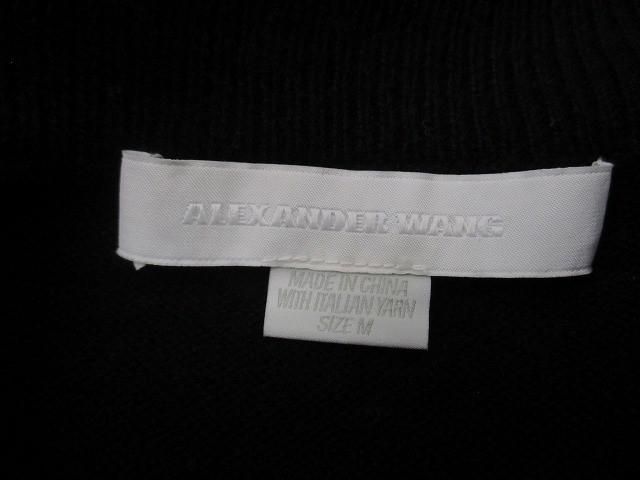 ALEXANDER WANG
MADE IN CHINA
WITH ITALIAN YARN
SIZE M